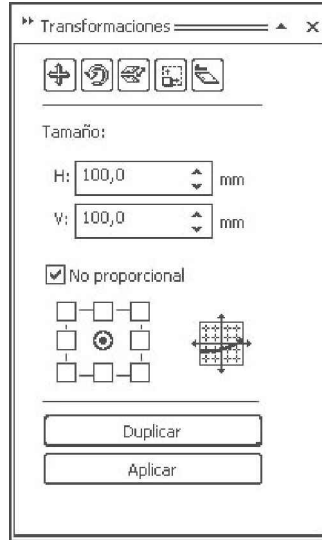 Transformaciones
Tamaño:
H: 100,0 mm
V: 100,0 mm
No proporcional
Duplicar
Aplicar